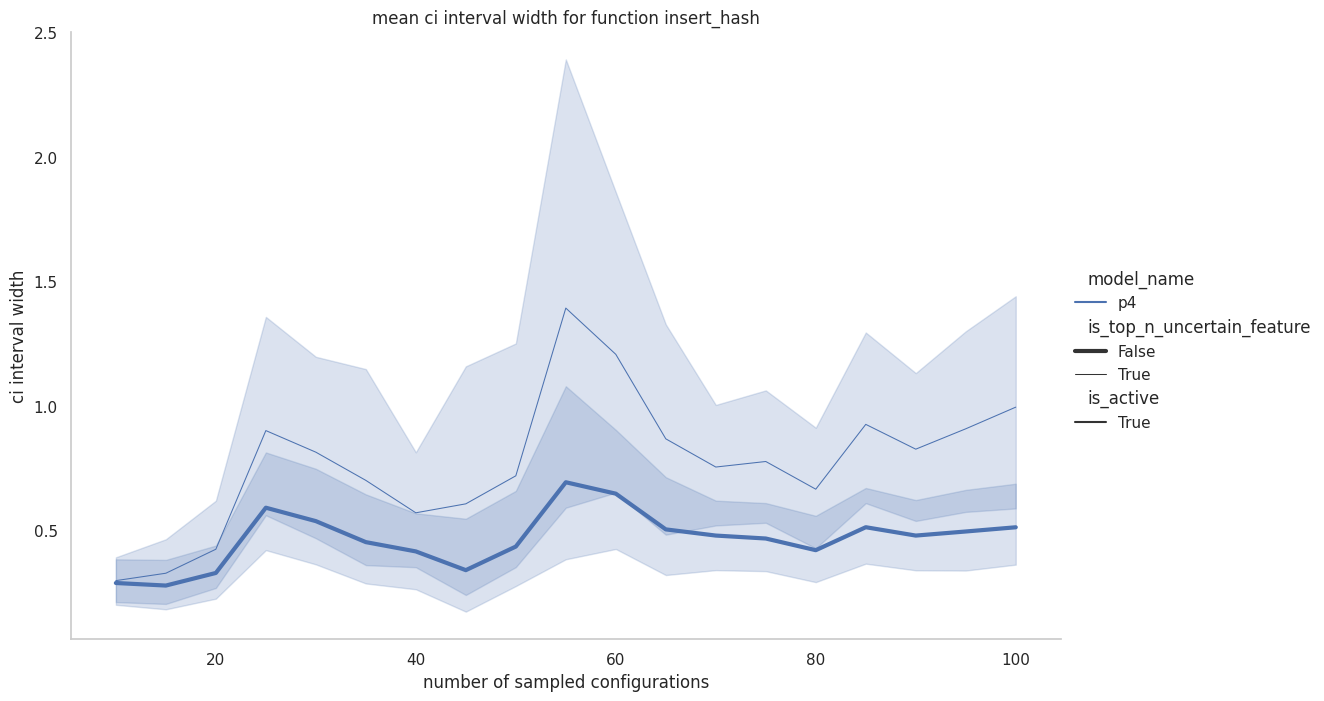 mean ci interval width for function insert_hash
2.5
2.0
1.5
1.0
0.5
ci interval width
20 40 60 80 100
number of sampled configurations
model_name
p4
is_top_n_uncertain_feature
False
True
is_active
True